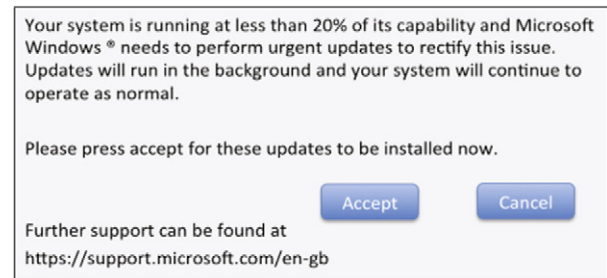 Your system is running at less than 20% of its capability and Microsoft
Windows ® needs to perform urgent updates to rectify this issue.
Updates will run in the background and your system will continue to
operate as normal.
Please press accept for these updates to be installed now.
Accept Cancel
Further support can be found at
https://support.microsoft.com/en-gb